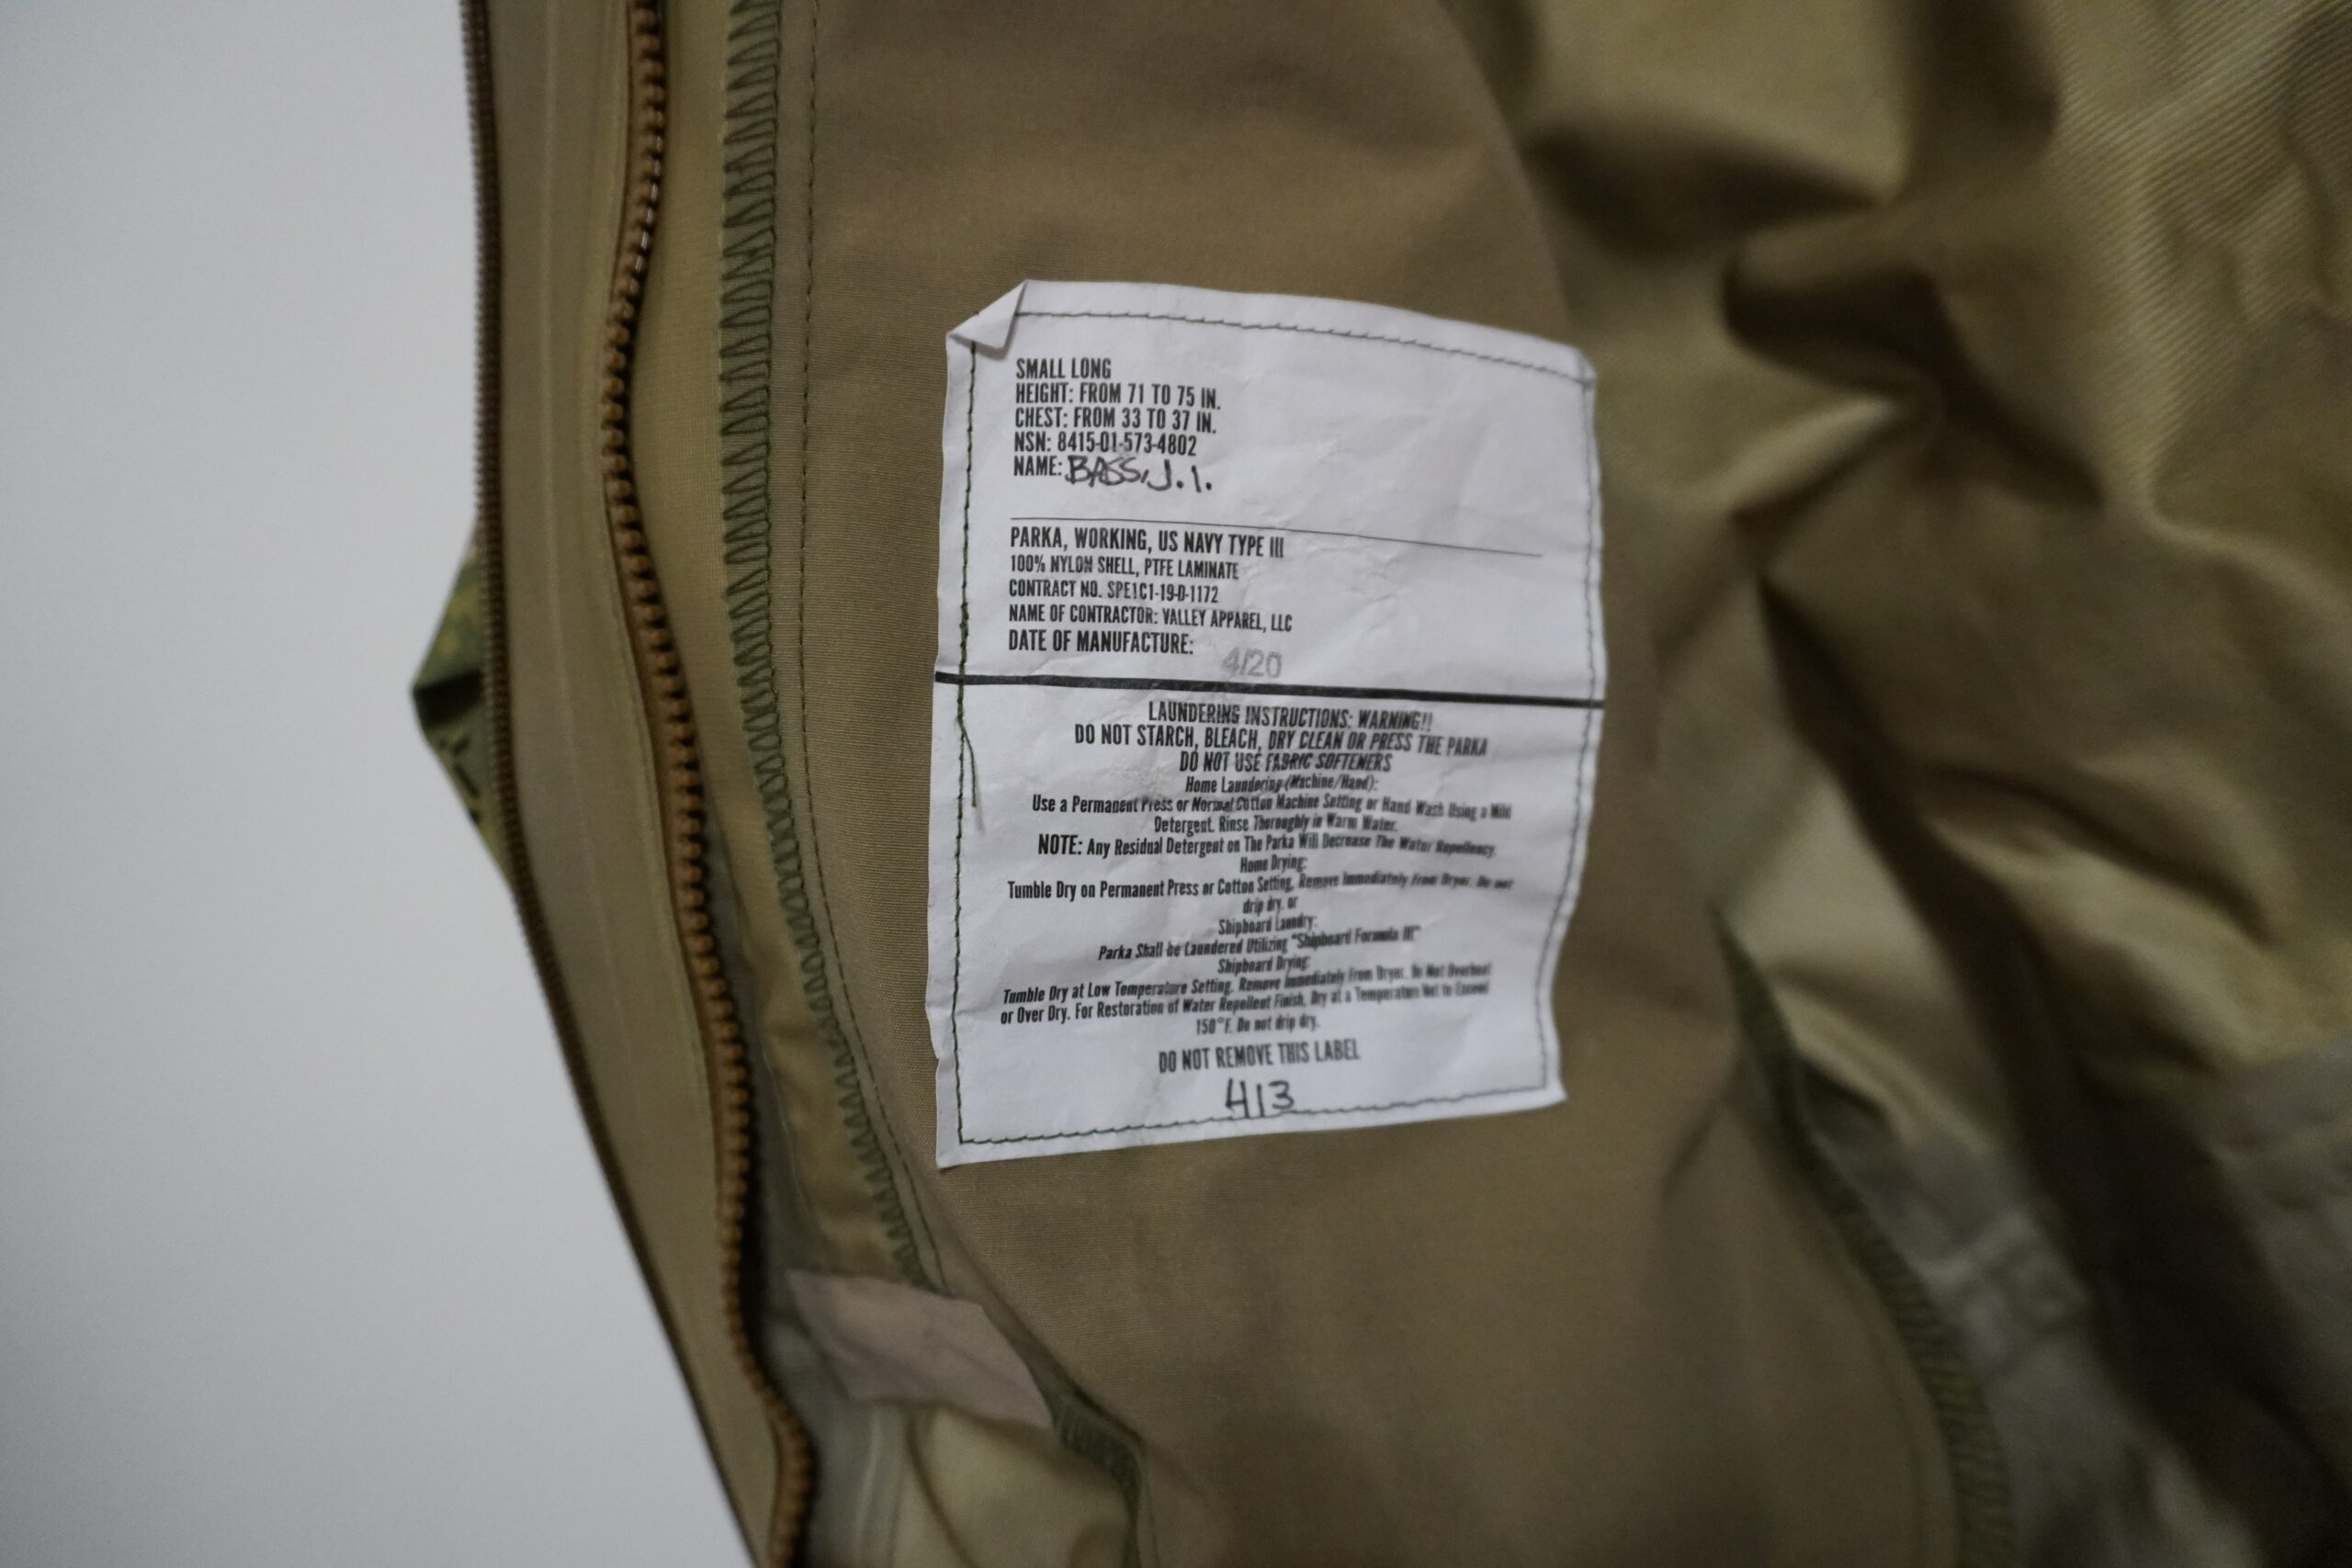 SMALL LONG
HEIGHT: FROM 71 TO 75 IN.
CHEST: FROM 33 TO 37 IN.
NSN: 8415-01-573-4802
NAME: BASS, J. I.
PARKA, WORKING, US NAVY TYPE III
100% NYLON SHELL, PTFE LAMINATE
CONTRACT NO. SPE1C1-19-D-1172
NAME OF CONTRACTOR: VALLEY APPAREL, LLC
DATE OF MANUFACTURE:
4/20
LAUNDERING INSTRUCTIONS: WARNING!!
DO NOT STARCH, BLEACH, DRY CLEAN OR PRESS THE PARKA
DO NOT USE FABRIC SOFTENERS
Home Laundering (Machine/Hand):
Use a Permanent Press or Normal Cotton Machine Setting or Hand Wash Using a Mild
Detergent. Rinse Thoroughly in Warm Water.
NOTE: Any Residual Detergent on The Parka Will Decrease The Water Repellency.
Home Drying:
Tumble Dry on Permanent Press or Cotton Setting, Remove Immediately From Dryer. Do not
drip dry. or
Shipboard Laundry:
Parka Shall be Laundered Utilizing "Shipboard Formula III"
Shipboard Drying:
Tumble Dry at Low Temperature Setting. Remove Immediately From Dryer. Do Not Overheat
or Over Dry. For Restoration of Water Repellent Finish, Dry at a Temperature Not to Exceed
150°F. Do not drip dry.
DO NOT REMOVE THIS LABEL
413